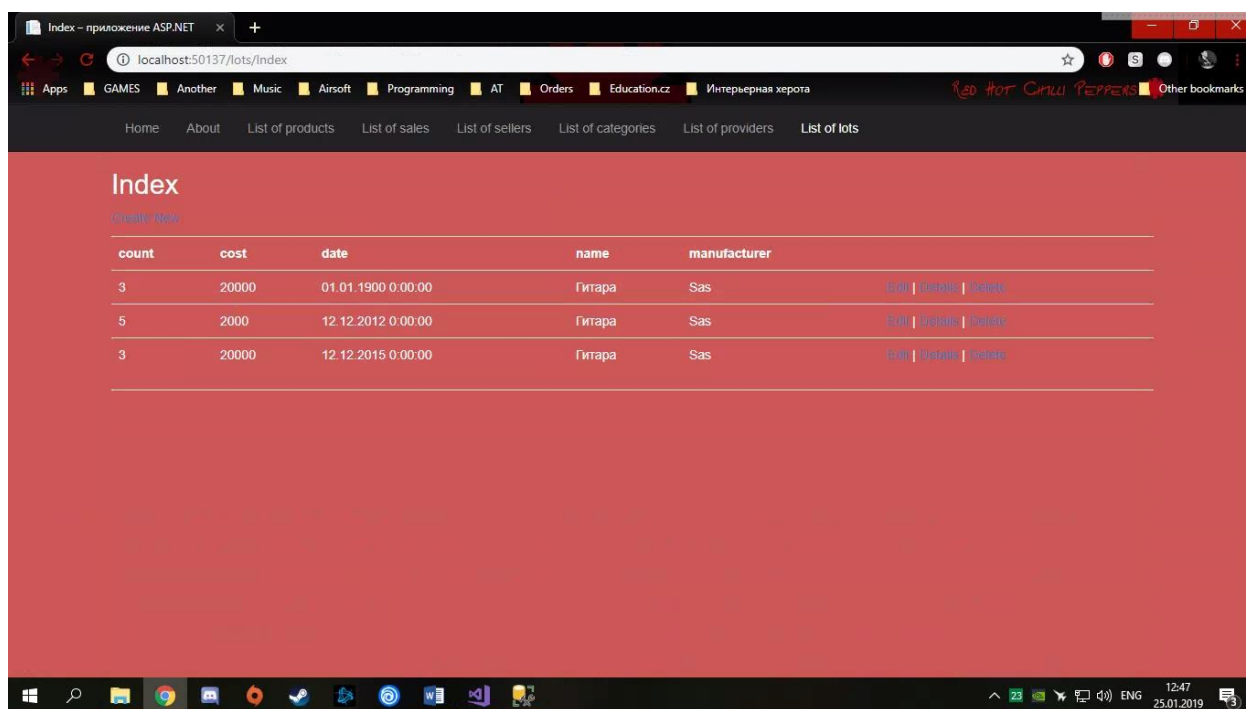 Index – приложение ASP.NET
localhost:50137/lots/Index
Apps GAMES Another Music Airsoft Programming AT Orders Education.cz Интерьерная херота RED HOT CHILI PEPPERS Other bookmarks
Home About List of products List of sales List of sellers List of categories List of providers List of lots
Index
Create New
count cost date name manufacturer
3 20000 01.01.1900 0:00:00 Гитара Sas Edit | Details | Delete
5 2000 12.12.2012 0:00:00 Гитара Sas Edit | Details | Delete
3 20000 12.12.2015 0:00:00 Гитара Sas Edit | Details | Delete
23 ENG 12:47
25.01.2019 3